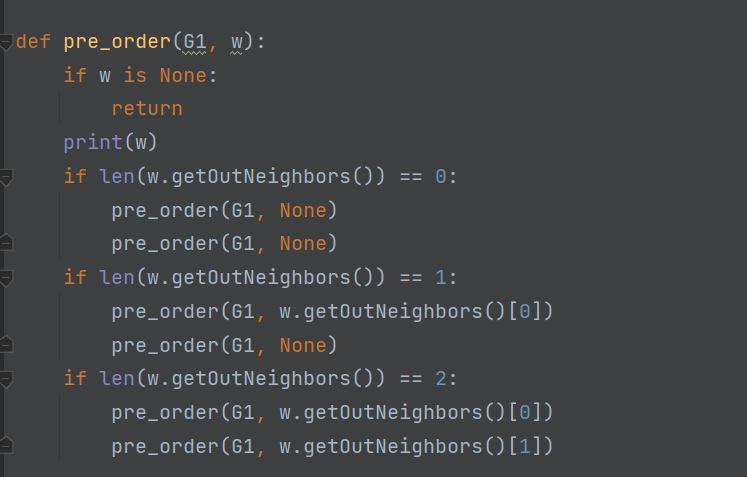 def pre_order(G1, w):
    if w is None:
        return
    print(w)
    if len(w.getOutNeighbors()) == 0:
        pre_order(G1, None)
        pre_order(G1, None)
    if len(w.getOutNeighbors()) == 1:
        pre_order(G1, w.getOutNeighbors()[0])
        pre_order(G1, None)
    if len(w.getOutNeighbors()) == 2:
        pre_order(G1, w.getOutNeighbors()[0])
        pre_order(G1, w.getOutNeighbors()[1])